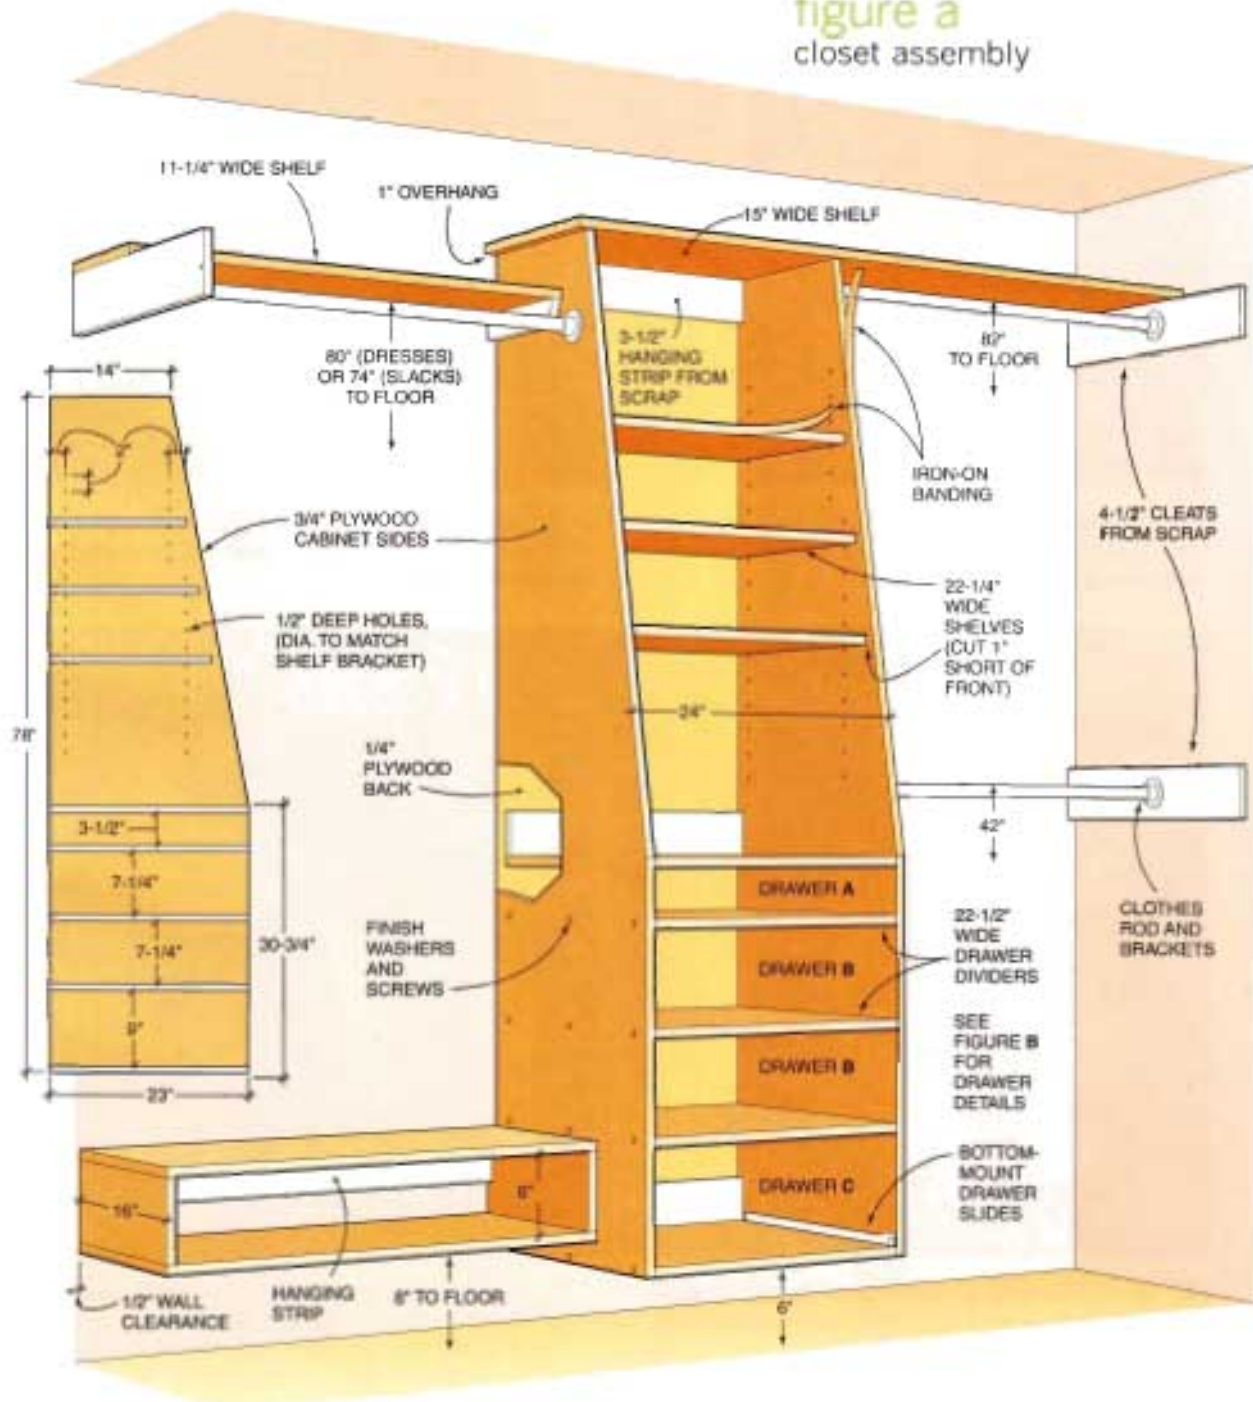 figure a
closet assembly
11-1/4" WIDE SHELF
1" OVERHANG
15" WIDE SHELF
14"
80" (DRESSES)
OR 74" (SLACKS)
TO FLOOR
3-1/2"
HANGING
STRIP FROM
SCRAP
82"
TO FLOOR
2"
IRON-ON
BANDING
3/4" PLYWOOD
CABINET SIDES
4-1/2" CLEATS
FROM SCRAP
1/2" DEEP HOLES,
(DIA. TO MATCH
SHELF BRACKET)
22-1/4"
WIDE
SHELVES
(CUT 1"
SHORT OF
FRONT)
78"
24"
1/4"
PLYWOOD
BACK
42"
3-1/2"
7-1/4"
7-1/4"
9"
30-3/4"
23"
DRAWER A
DRAWER B
DRAWER B
DRAWER C
FINISH
WASHERS
AND
SCREWS
22-1/2"
WIDE
DRAWER
DIVIDERS
CLOTHES
ROD AND
BRACKETS
SEE
FIGURE B
FOR
DRAWER
DETAILS
BOTTOM-
MOUNT
DRAWER
SLIDES
16"
8"
1/2" WALL
CLEARANCE
HANGING
STRIP
8" TO FLOOR
6"